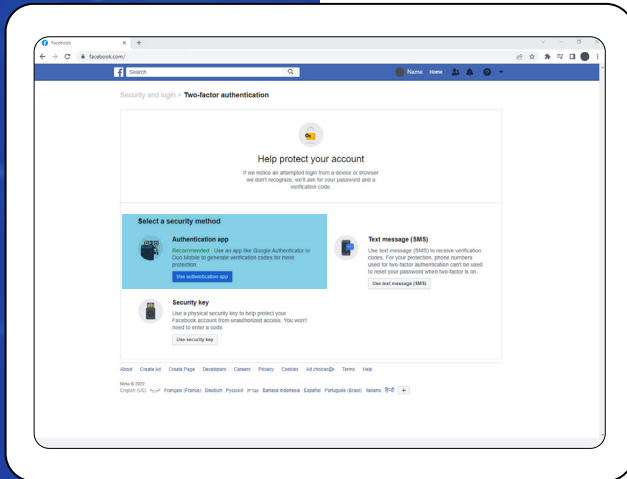 Facebook
facebook.com/
Search
Name Home
Security and login > Two-factor authentication
Help protect your account
If we notice an attempted login from a device or browser
we don't recognize, we'll ask for your password and a
verification code.
Select a security method
Authentication app
Recommended · Use an app like Google Authenticator or
Duo Mobile to generate verification codes for more
protection.
Use authentication app
Text message (SMS)
Use text message (SMS) to receive verification
codes. For your protection, phone numbers
used for two-factor authentication can't be used
to reset your password when two-factor is on.
Use text message (SMS)
Security key
Use a physical security key to help protect your
Facebook account from unauthorized access. You won't
need to enter a code.
Use security key
About Create Ad Create Page Developers Careers Privacy Cookies Ad choices Terms Help
Meta © 2022
English (US) العربية Français (France) Deutsch Русский עברית Bahasa Indonesia Español Português (Brasil) Italiano हिन्दी +